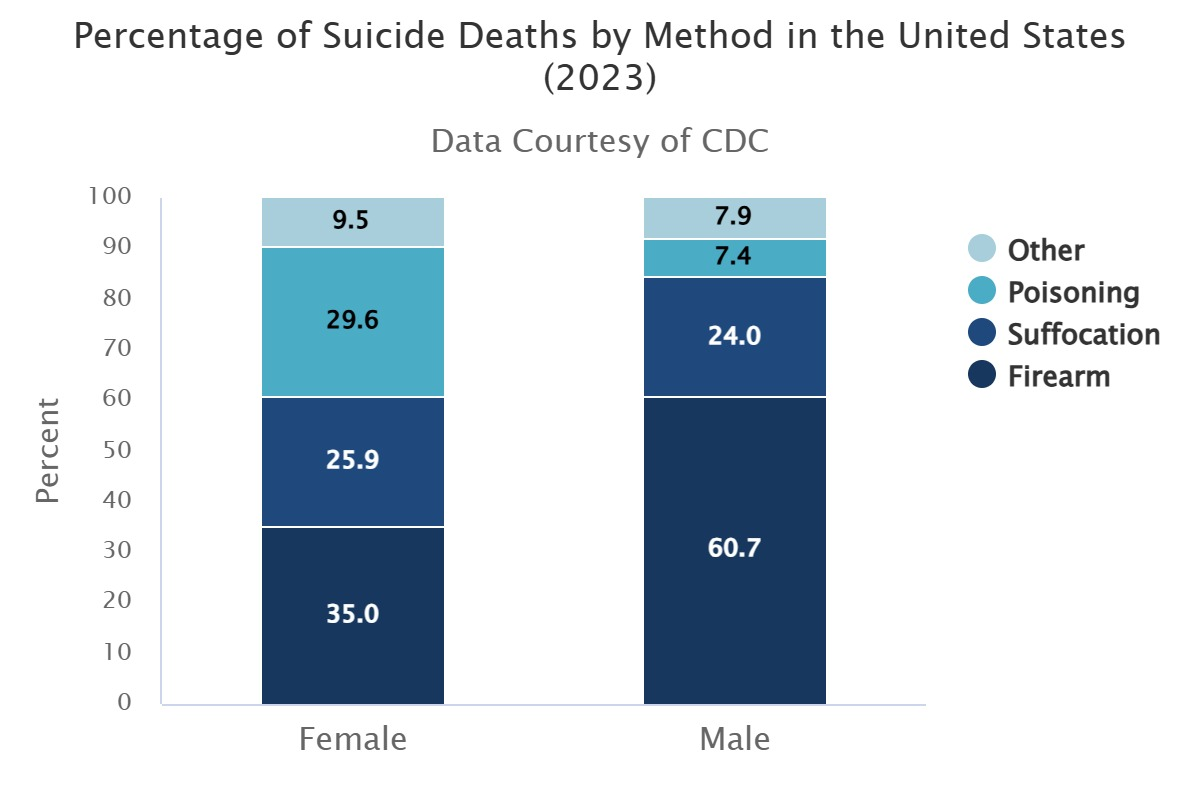 Percentage of Suicide Deaths by Method in the United States
(2023)
Data Courtesy of CDC
Percent
100
90
80
70
60
50
40
30
20
10
0
9.5
29.6
25.9
35.0
7.9
7.4
24.0
60.7
Female
Male
Other
Poisoning
Suffocation
Firearm